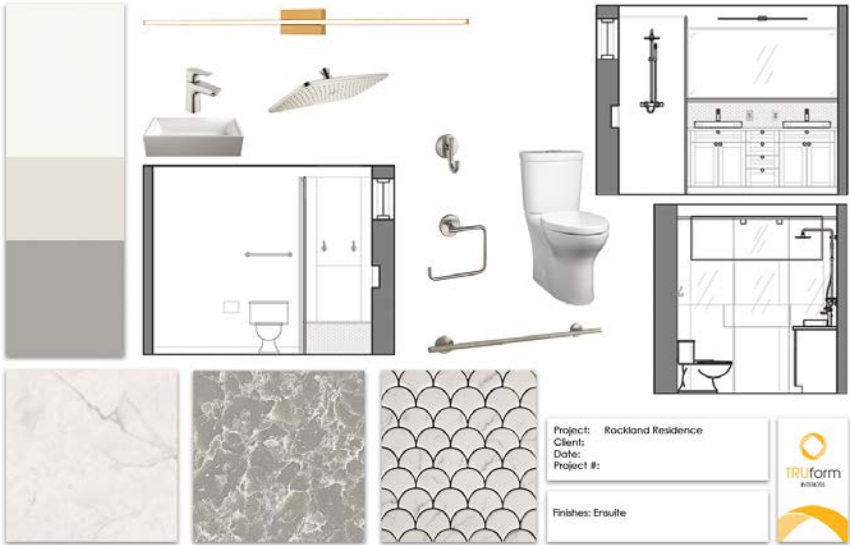 Project: Rockland Residence
Client:
Date:
Project #:
Finishes: Ensuite
TRUform
INTERIORS